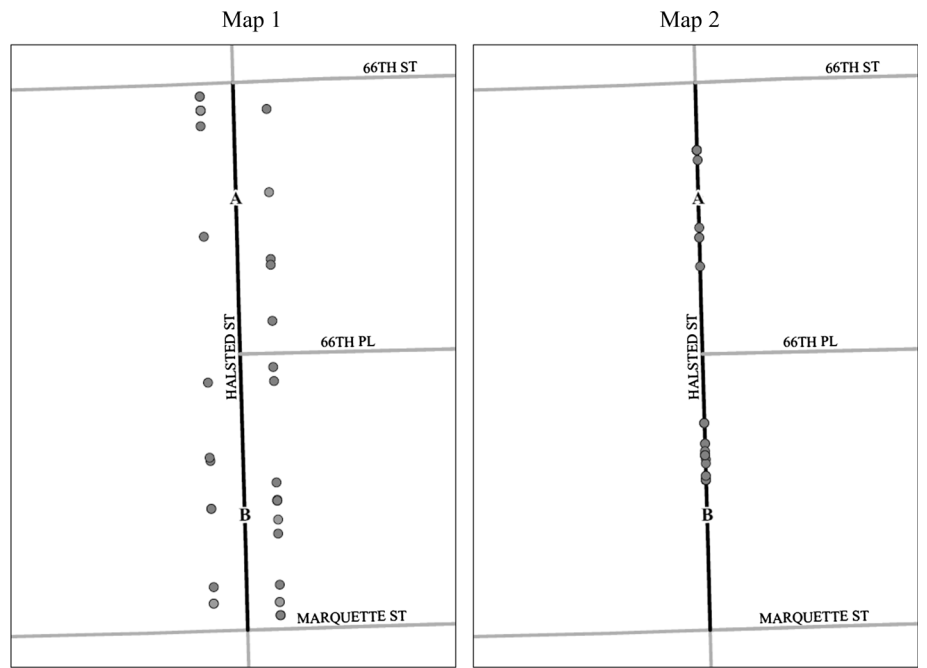 Map 1
Map 2
66TH ST
66TH ST
A
A
HALSTED ST
66TH PL
HALSTED ST
66TH PL
B
B
MARQUETTE ST
MARQUETTE ST